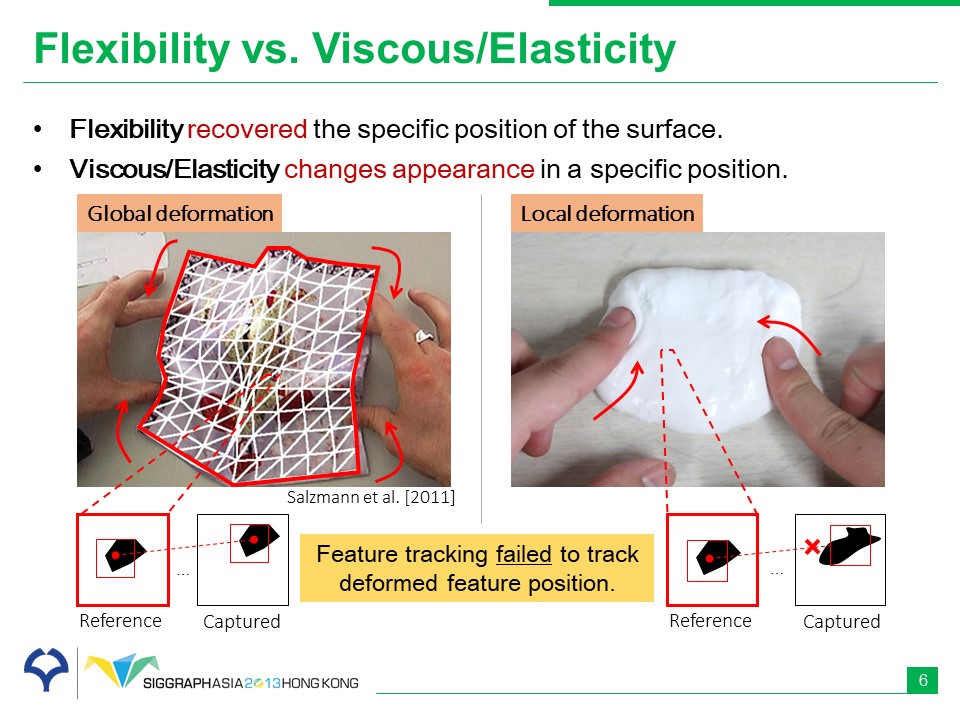 Flexibility vs. Viscous/Elasticity
• Flexibility recovered the specific position of the surface.
• Viscous/Elasticity changes appearance in a specific position.
Global deformation
Local deformation
Salzmann et al. [2011]
...
Reference
Captured
Feature tracking failed to track
deformed feature position.
...
Reference
Captured
SIGGRAPHASIA2013HONG KONG
6